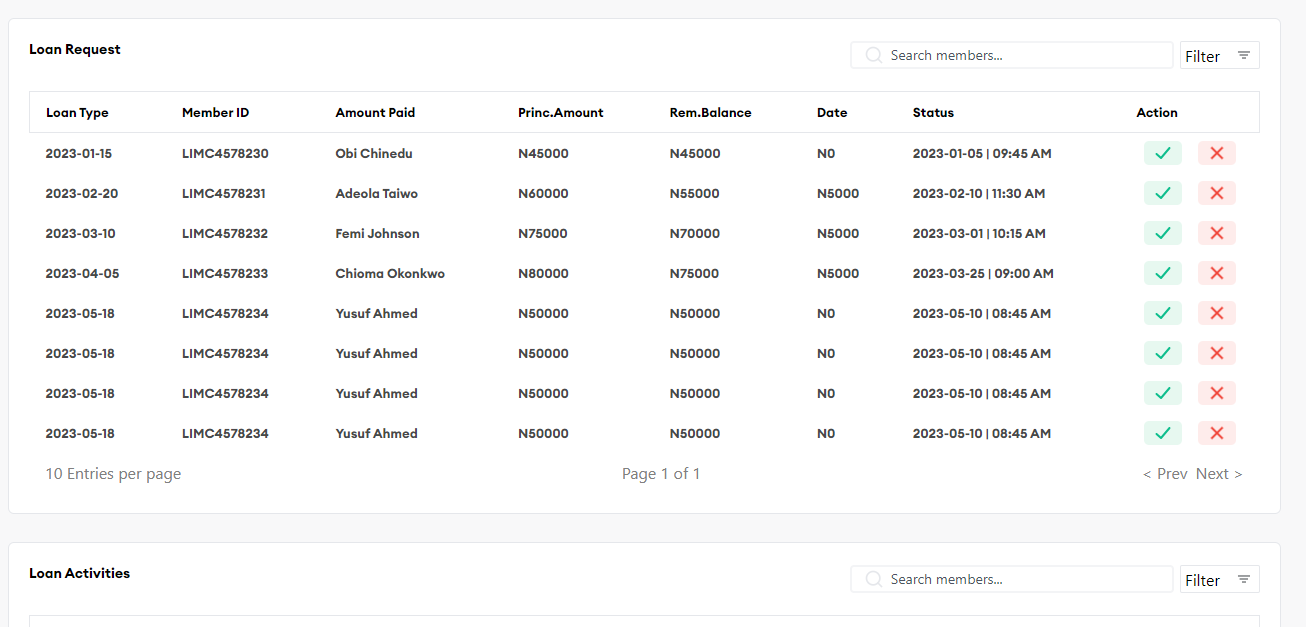 Loan Request
Search members...
Filter
Loan Type Member ID Amount Paid Princ.Amount Rem.Balance Date Status Action
2023-01-15 LIMC4578230 Obi Chinedu N45000 N45000 N0 2023-01-05 | 09:45 AM
2023-02-20 LIMC4578231 Adeola Taiwo N60000 N55000 N5000 2023-02-10 | 11:30 AM
2023-03-10 LIMC4578232 Femi Johnson N75000 N70000 N5000 2023-03-01 | 10:15 AM
2023-04-05 LIMC4578233 Chioma Okonkwo N80000 N75000 N5000 2023-03-25 | 09:00 AM
2023-05-18 LIMC4578234 Yusuf Ahmed N50000 N50000 N0 2023-05-10 | 08:45 AM
2023-05-18 LIMC4578234 Yusuf Ahmed N50000 N50000 N0 2023-05-10 | 08:45 AM
2023-05-18 LIMC4578234 Yusuf Ahmed N50000 N50000 N0 2023-05-10 | 08:45 AM
2023-05-18 LIMC4578234 Yusuf Ahmed N50000 N50000 N0 2023-05-10 | 08:45 AM
10 Entries per page Page 1 of 1 < Prev Next >
Loan Activities
Search members...
Filter